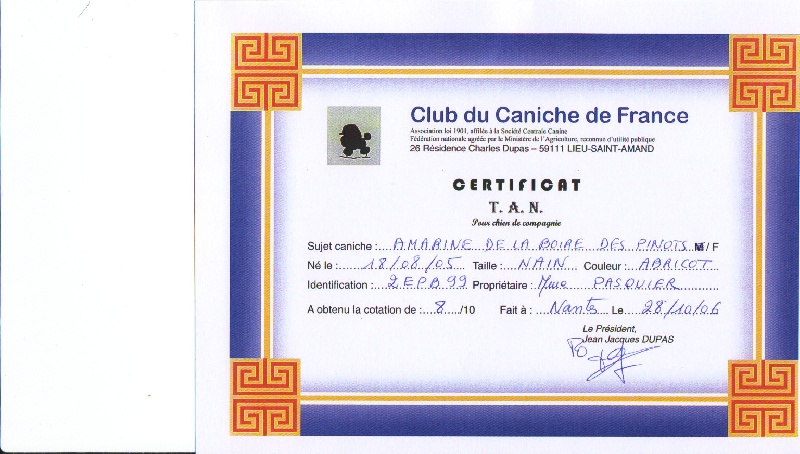 Club du Caniche de France
Association loi 1901, affiliée à la Société Centrale Canine
Fédération nationale agréée par le Ministère de l'Agriculture, reconnue d'utilité publique
26 Résidence Charles Dupas – 59111 LIEU-SAINT-AMAND
CERTIFICAT
T. A. N.
Pour chien de compagnie
Sujet caniche :... AMARINE DE LA BOIRE DES PINOTS M / F
Né le :... 18/08/05 Taille :... NAIN... Couleur :... ABRICOT
Identification :... 2EPB 99 Propriétaire : Mme PASQUIER
A obtenu la cotation de :... 8 .../10 Fait à : Nantes Le... 28/10/06
Le Président,
Jean Jacques DUPAS
PO